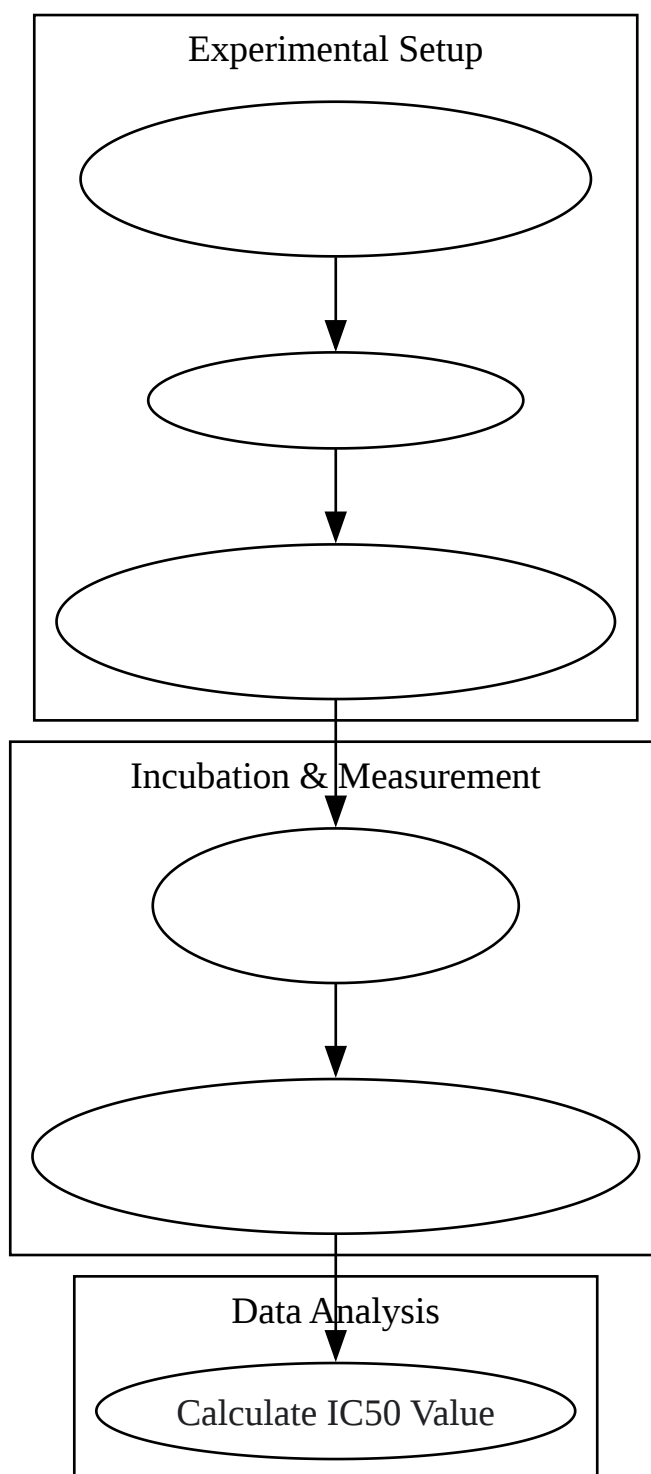 Experimental Setup
Incubation & Measurement
Data Analysis
Calculate IC50 Value